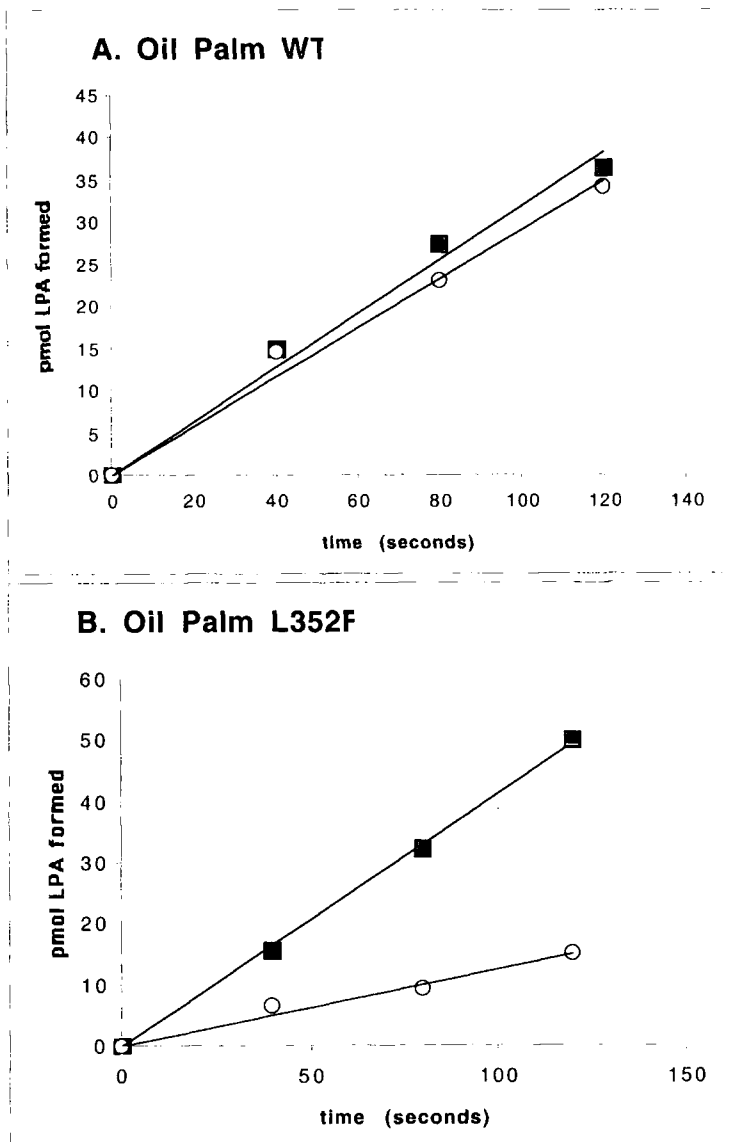 A. Oil Palm WT
45
40
35
30
25
20
15
10
5
0
pmol LPA formed
0 20 40 60 80 100 120 140
time (seconds)
B. Oil Palm L352F
60
50
40
30
20
10
0
pmol LPA formed
0 50 100 150
time (seconds)